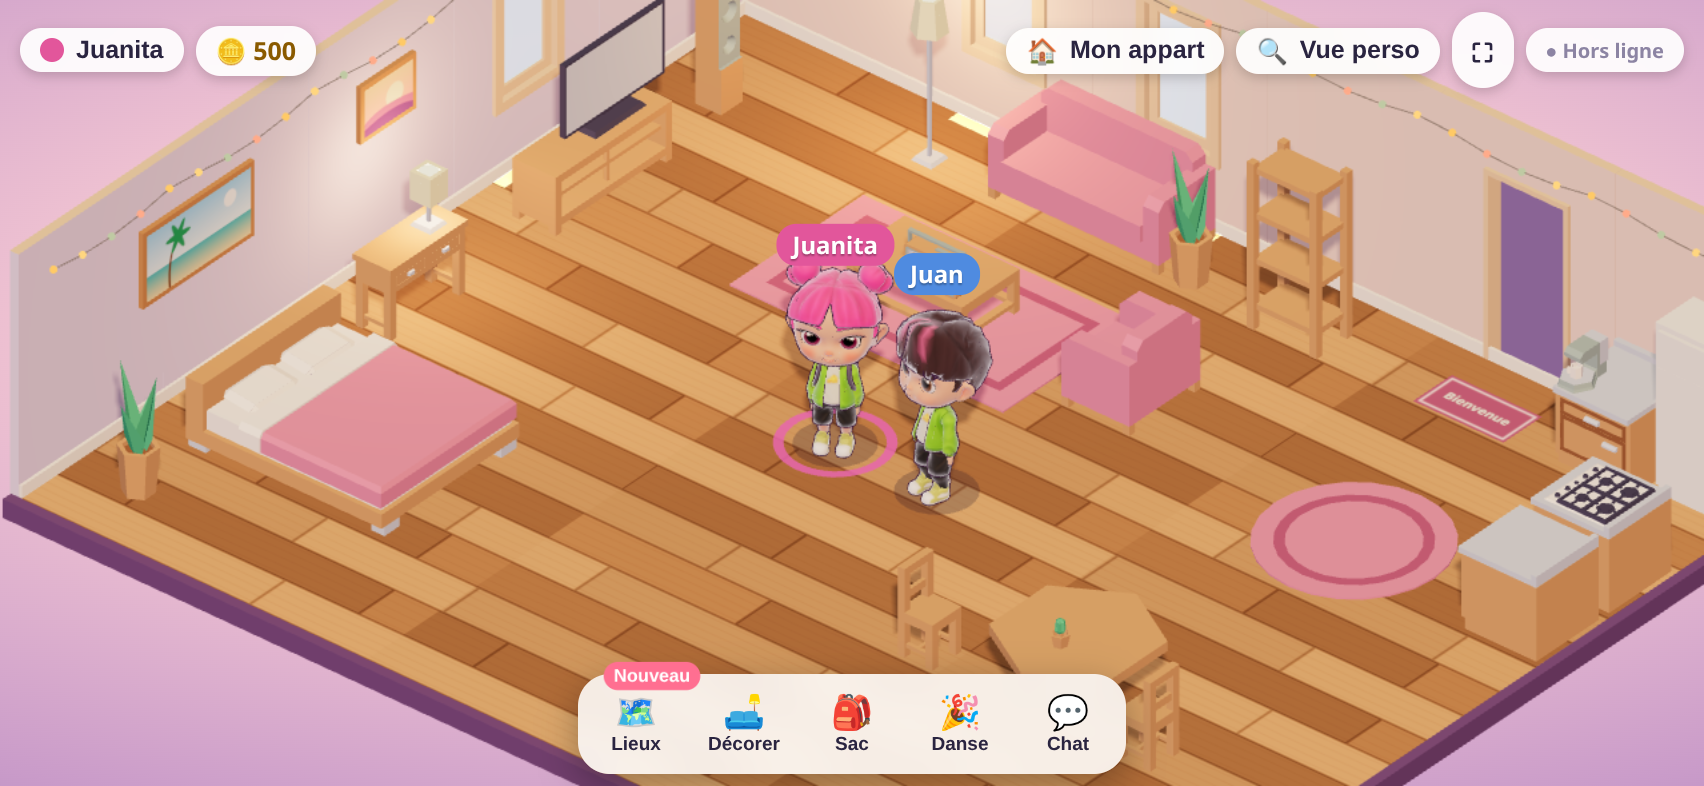 Juanita
500
Mon appart
Vue perso
Hors ligne
Juanita
Juan
Bienvenue
Nouveau
Lieux
Décorer
Sac
Danse
Chat